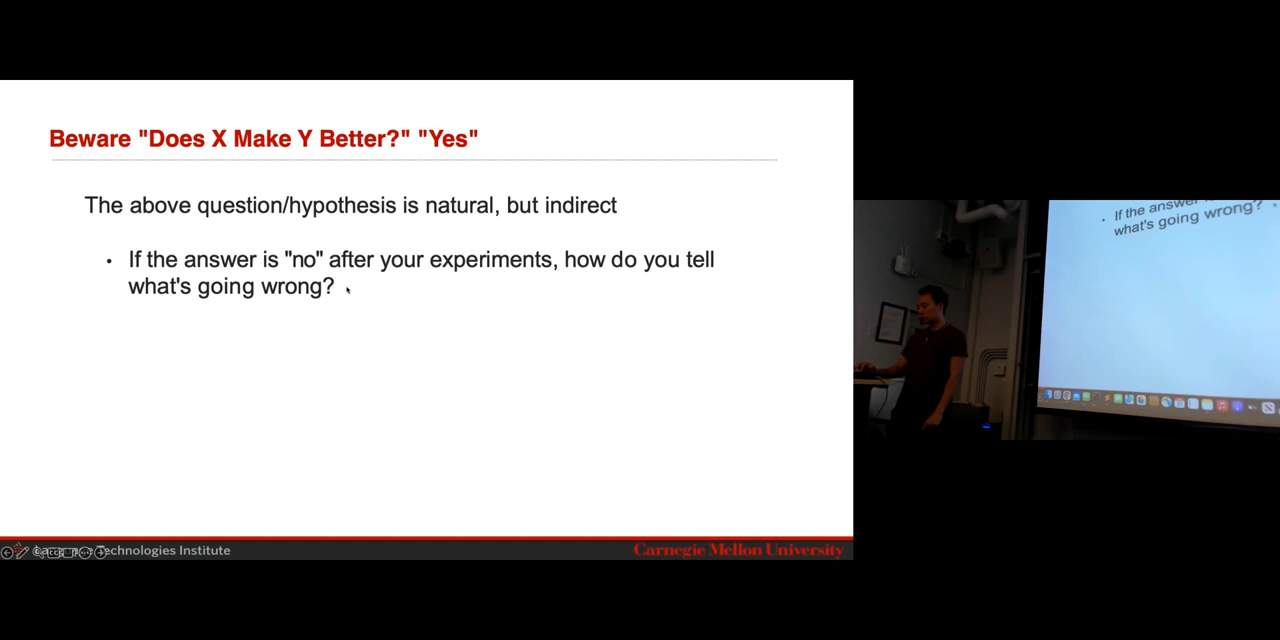 Beware "Does X Make Y Better?" "Yes"
The above question/hypothesis is natural, but indirect
• If the answer is "no" after your experiments, how do you tell
what's going wrong?
Technologies Institute
Carnegie Mellon University
• If the answer
what's going wrong?